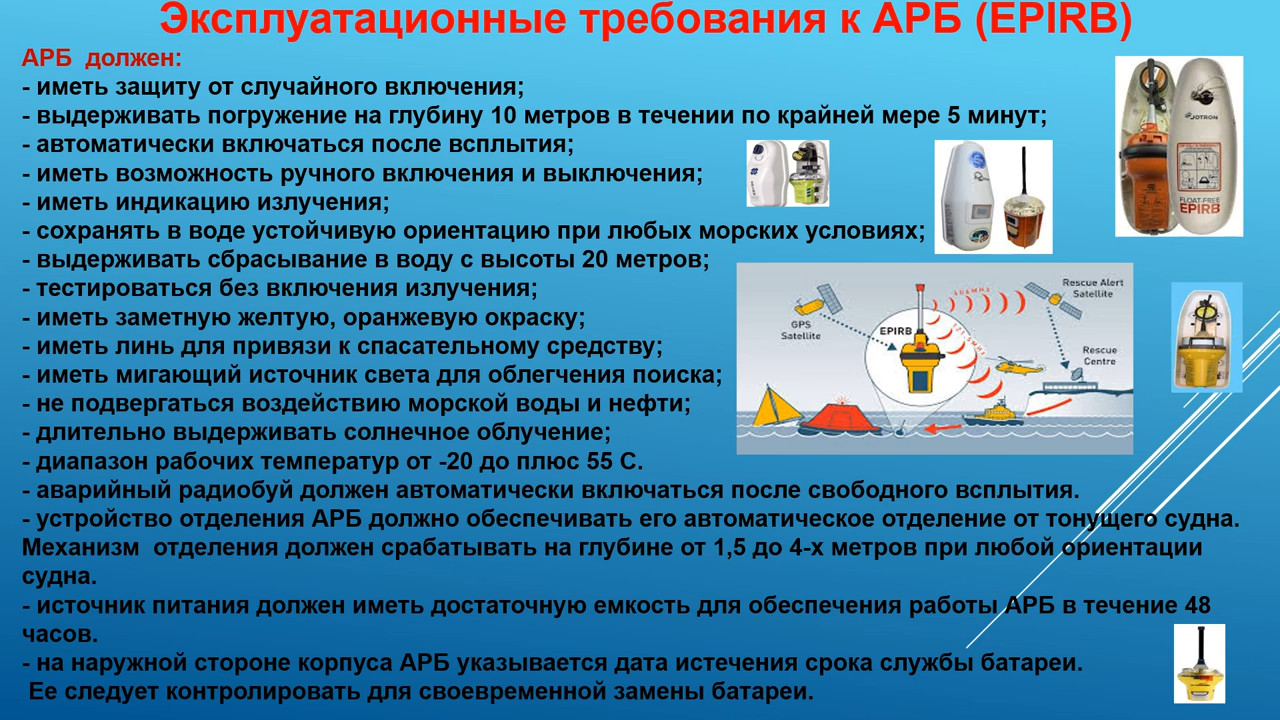 Эксплуатационные требования к АРБ (EPIRB)
АРБ должен:
- иметь защиту от случайного включения;
- выдерживать погружение на глубину 10 метров в течении по крайней мере 5 минут;
- автоматически включаться после всплытия;
- иметь возможность ручного включения и выключения;
- иметь индикацию излучения;
- сохранять в воде устойчивую ориентацию при любых морских условиях;
- выдерживать сбрасывание в воду с высоты 20 метров;
- тестироваться без включения излучения;
- иметь заметную желтую, оранжевую окраску;
- иметь линь для привязи к спасательному средству;
- иметь мигающий источник света для облегчения поиска;
- не подвергаться воздействию морской воды и нефти;
- длительно выдерживать солнечное облучение;
- диапазон рабочих температур от -20 до плюс 55 С.
- аварийный радиобуй должен автоматически включаться после свободного всплытия.
- устройство отделения АРБ должно обеспечивать его автоматическое отделение от тонущего судна.
Механизм отделения должен срабатывать на глубине от 1,5 до 4-х метров при любой ориентации
судна.
- источник питания должен иметь достаточную емкость для обеспечения работы АРБ в течение 48
часов.
- на наружной стороне корпуса АРБ указывается дата истечения срока службы батареи.
Ее следует контролировать для своевременной замены батареи.
JOTRON
FLOAT-FREE
EPIRB
GPS
Satellite
EPIRB
Rescue Alert
Satellite
Rescue
Centre